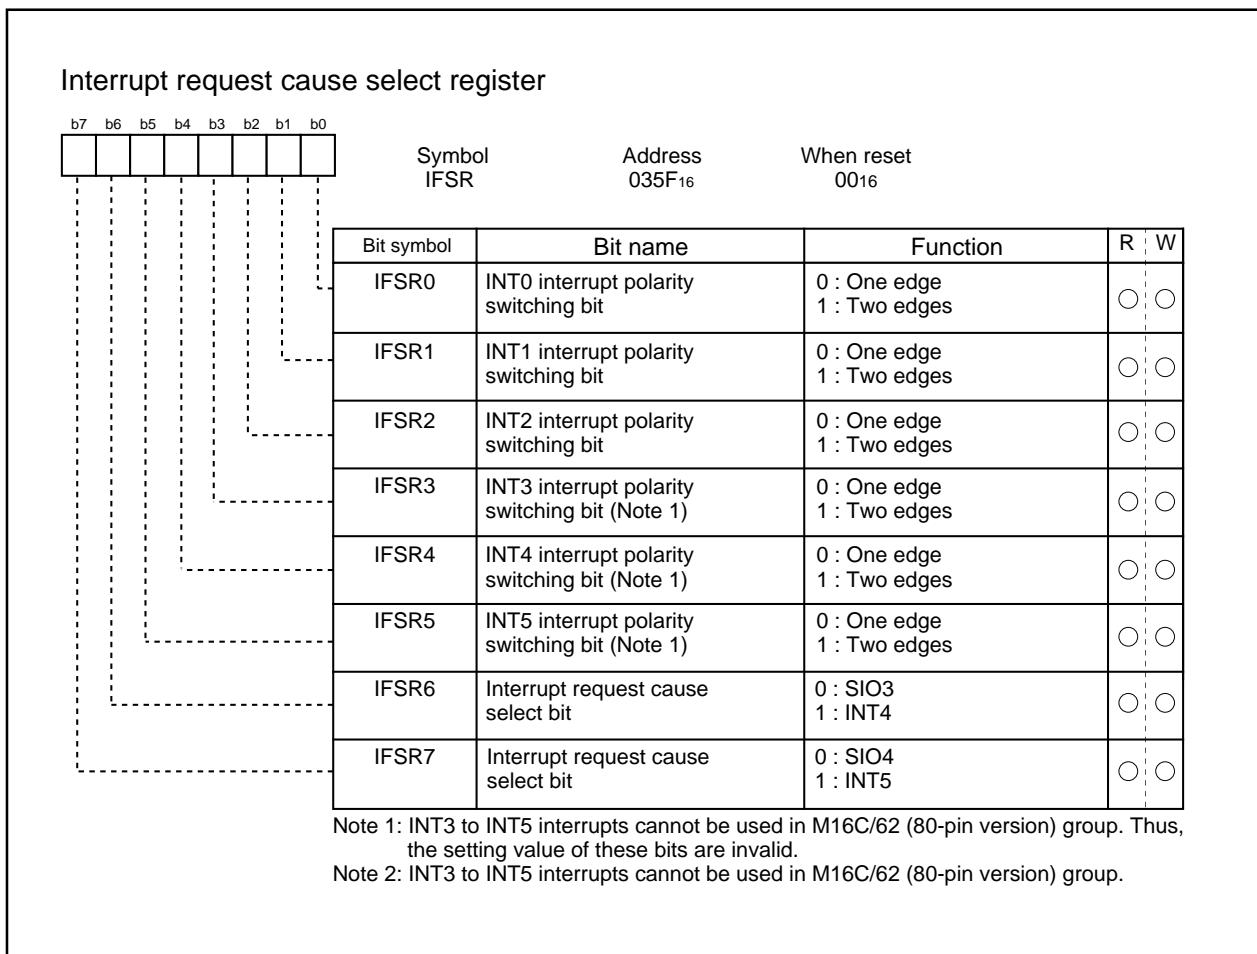 Interrupt request cause select register
b7 b6 b5 b4 b3 b2 b1 b0
Symbol Address When reset
IFSR 035F16 0016
Bit symbol Bit name Function R W
IFSR0 INT0 interrupt polarity 0 : One edge
switching bit 1 : Two edges
IFSR1 INT1 interrupt polarity 0 : One edge
switching bit 1 : Two edges
IFSR2 INT2 interrupt polarity 0 : One edge
switching bit 1 : Two edges
IFSR3 INT3 interrupt polarity 0 : One edge
switching bit (Note 1) 1 : Two edges
IFSR4 INT4 interrupt polarity 0 : One edge
switching bit (Note 1) 1 : Two edges
IFSR5 INT5 interrupt polarity 0 : One edge
switching bit (Note 1) 1 : Two edges
IFSR6 Interrupt request cause 0 : SIO3
select bit 1 : INT4
IFSR7 Interrupt request cause 0 : SIO4
select bit 1 : INT5
Note 1: INT3 to INT5 interrupts cannot be used in M16C/62 (80-pin version) group. Thus,
the setting value of these bits are invalid.
Note 2: INT3 to INT5 interrupts cannot be used in M16C/62 (80-pin version) group.